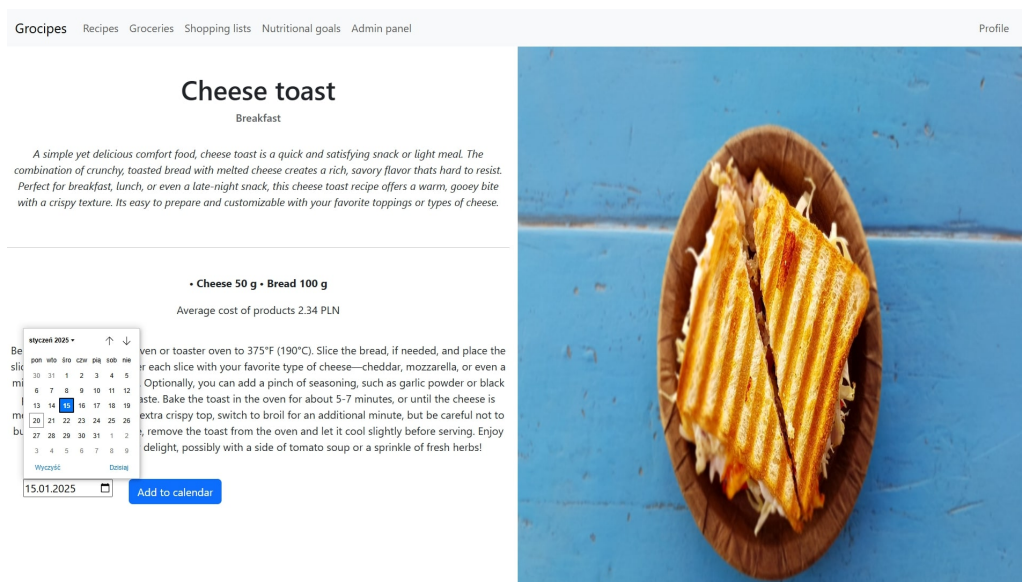 Grocipes Recipes Groceries Shopping lists Nutritional goals Admin panel Profile
Cheese toast
Breakfast
A simple yet delicious comfort food, cheese toast is a quick and satisfying snack or light meal. The
combination of crunchy, toasted bread with melted cheese creates a rich, savory flavor thats hard to resist.
Perfect for breakfast, lunch, or even a late-night snack, this cheese toast recipe offers a warm, gooey bite
with a crispy texture. Its easy to prepare and customizable with your favorite toppings or types of cheese.
• Cheese 50 g • Bread 100 g
Average cost of products 2.34 PLN
or toaster oven to 375°F (190°C). Slice the bread, if needed, and place the
each slice with your favorite type of cheese—cheddar, mozzarella, or even a
Optionally, you can add a pinch of seasoning, such as garlic powder or black
Bake the toast in the oven for about 5-7 minutes, or until the cheese is
extra crispy top, switch to broil for an additional minute, but be careful not to
remove the toast from the oven and let it cool slightly before serving. Enjoy
delight, possibly with a side of tomato soup or a sprinkle of fresh herbs!
styczeń 2025
pon wto śro czw pią sob nie
30 31 1 2 3 4 5
6 7 8 9 10 11 12
13 14 15 16 17 18 19
20 21 22 23 24 25 26
27 28 29 30 31 1 2
3 4 5 6 7 8 9
Wyczyść Dzisiaj
15.01.2025 Add to calendar